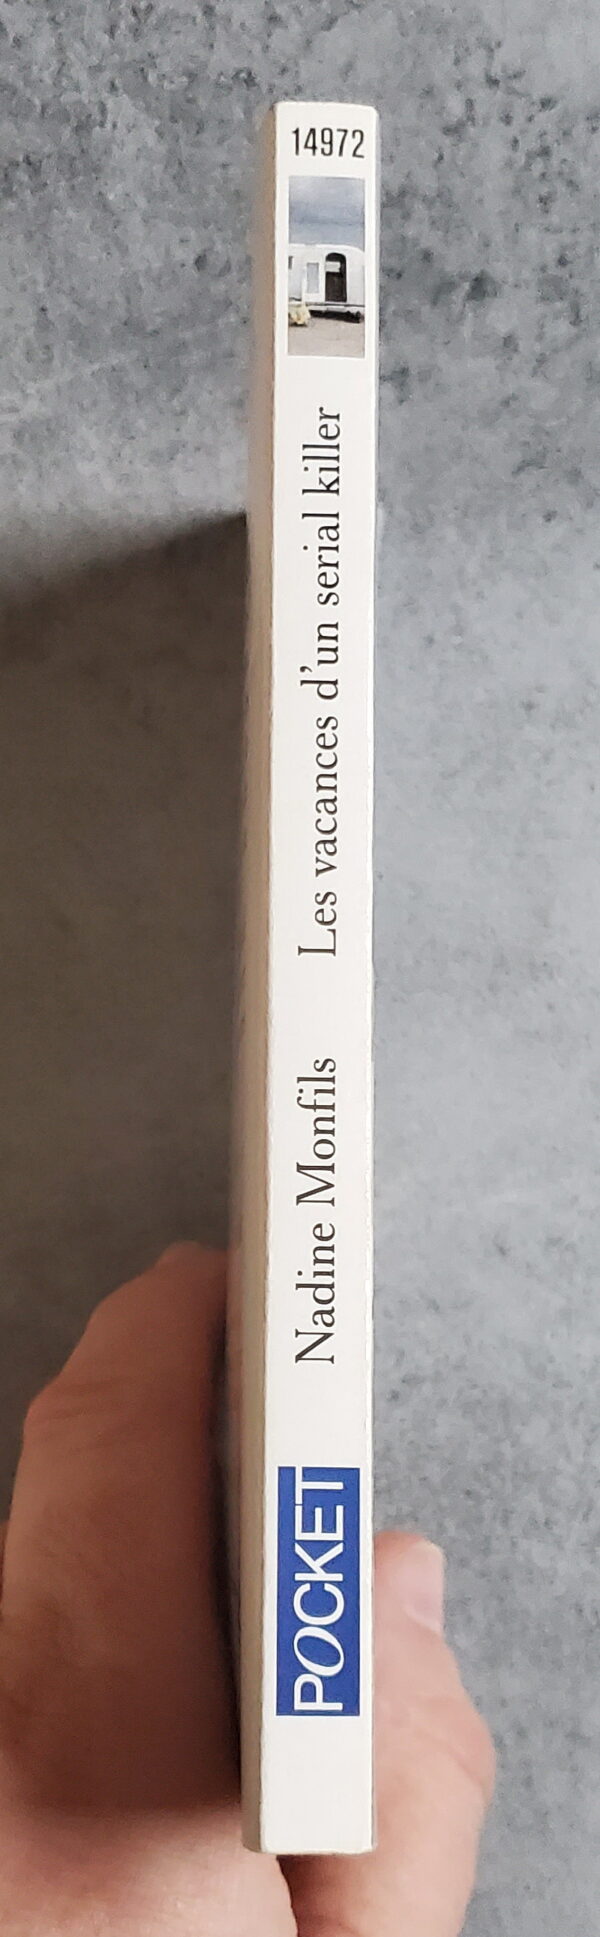 14972
Les vacances d'un serial killer
Nadine Monfils
POCKET